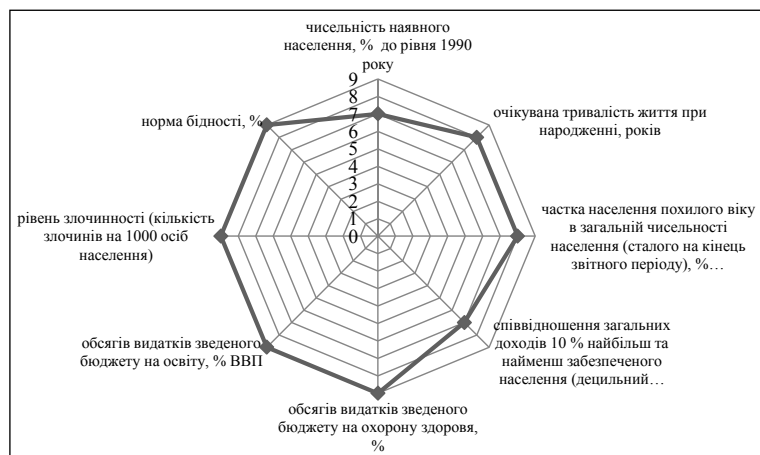 чисельність наявного
населення, %  до рівня 1990
року
9
8
7
6
5
4
3
2
1
0
очікувана тривалість життя при
народженні, років
частка населення похилого віку
в загальній чисельності
населення (сталого на кінець
звітного періоду), %…
співвідношення загальних
доходів 10 % найбільш та
найменш забезпеченого
населення (децильний…
обсягів видатків зведеного
бюджету на охорону здоровя,
%
обсягів видатків зведеного
бюджету на освіту, % ВВП
рівень злочинності (кількість
злочинів на 1000 осіб
населення)
норма бідності, %